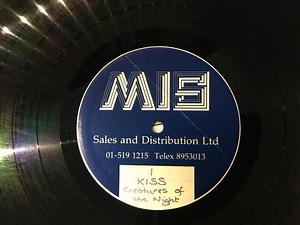 MIS
Sales and Distribution Ltd
01-519 1215 Telex 8953013
1
KISS
Creatures of
the Night